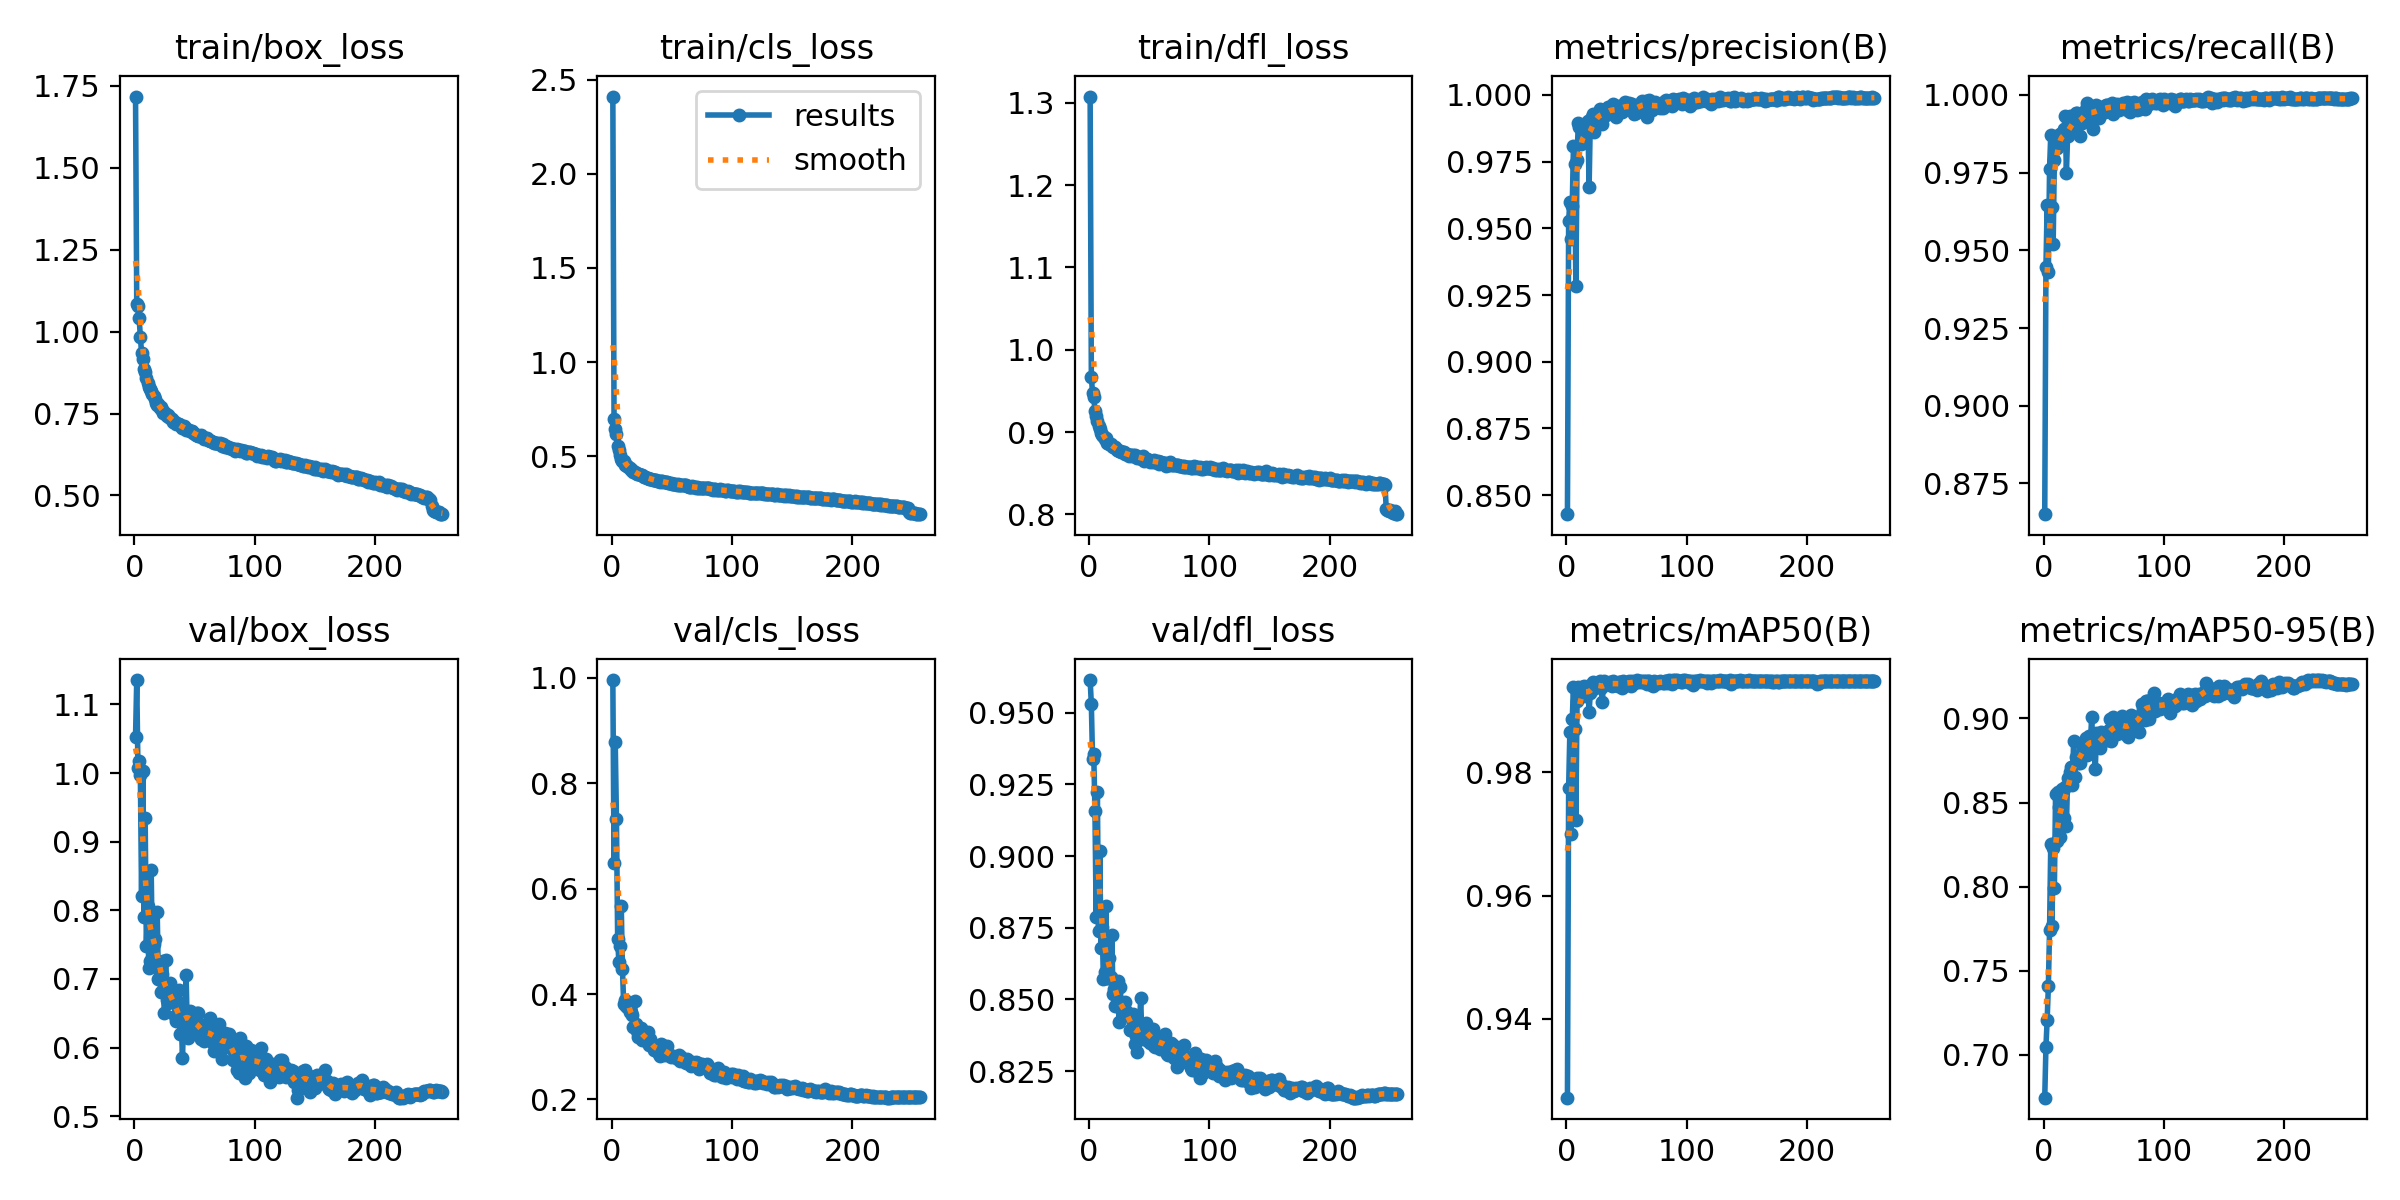 train/box_loss
1.75
1.50
1.25
1.00
0.75
0.50
0 100 200
train/cls_loss
2.5
2.0
1.5
1.0
0.5
0 100 200
results
smooth
train/dfl_loss
1.3
1.2
1.1
1.0
0.9
0.8
0 100 200
metrics/precision(B)
1.000
0.975
0.950
0.925
0.900
0.875
0.850
0 100 200
metrics/recall(B)
1.000
0.975
0.950
0.925
0.900
0.875
0 100 200
val/box_loss
1.1
1.0
0.9
0.8
0.7
0.6
0.5
0 100 200
val/cls_loss
1.0
0.8
0.6
0.4
0.2
0 100 200
val/dfl_loss
0.950
0.925
0.900
0.875
0.850
0.825
0 100 200
metrics/mAP50(B)
0.98
0.96
0.94
0 100 200
metrics/mAP50-95(B)
0.90
0.85
0.80
0.75
0.70
0 100 200